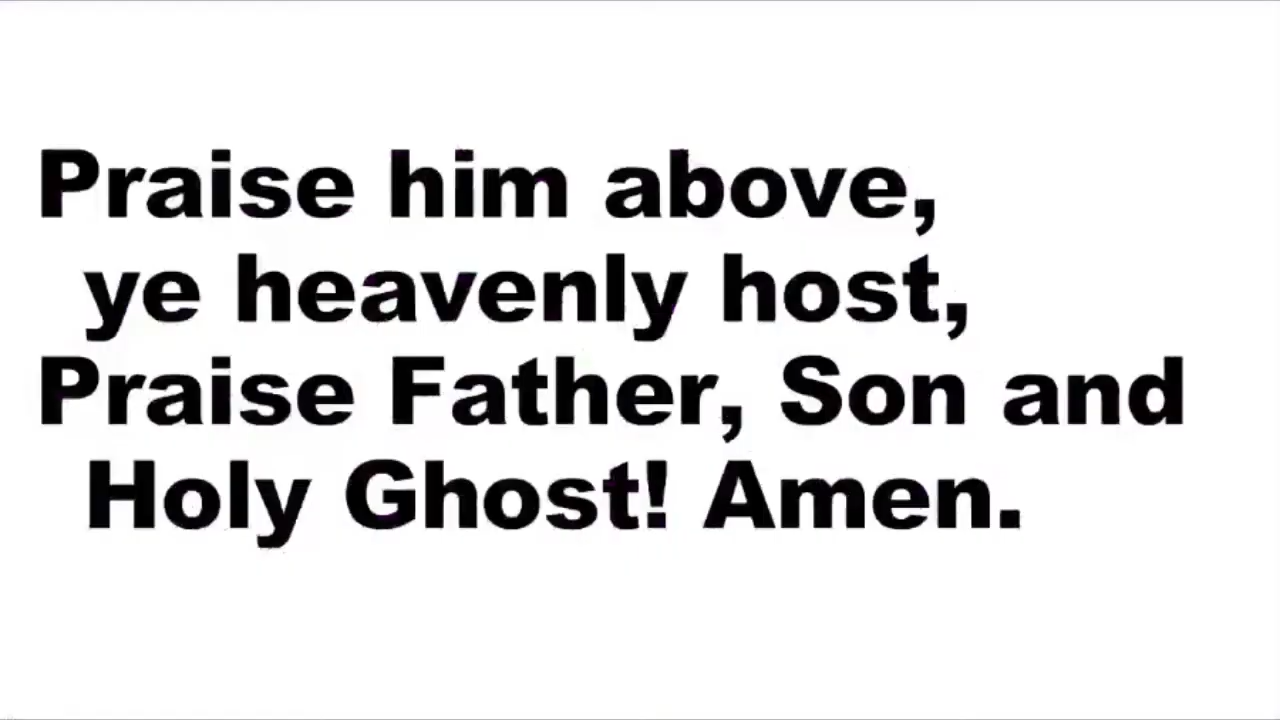 Praise him above,
ye heavenly host,
Praise Father, Son and
Holy Ghost! Amen.